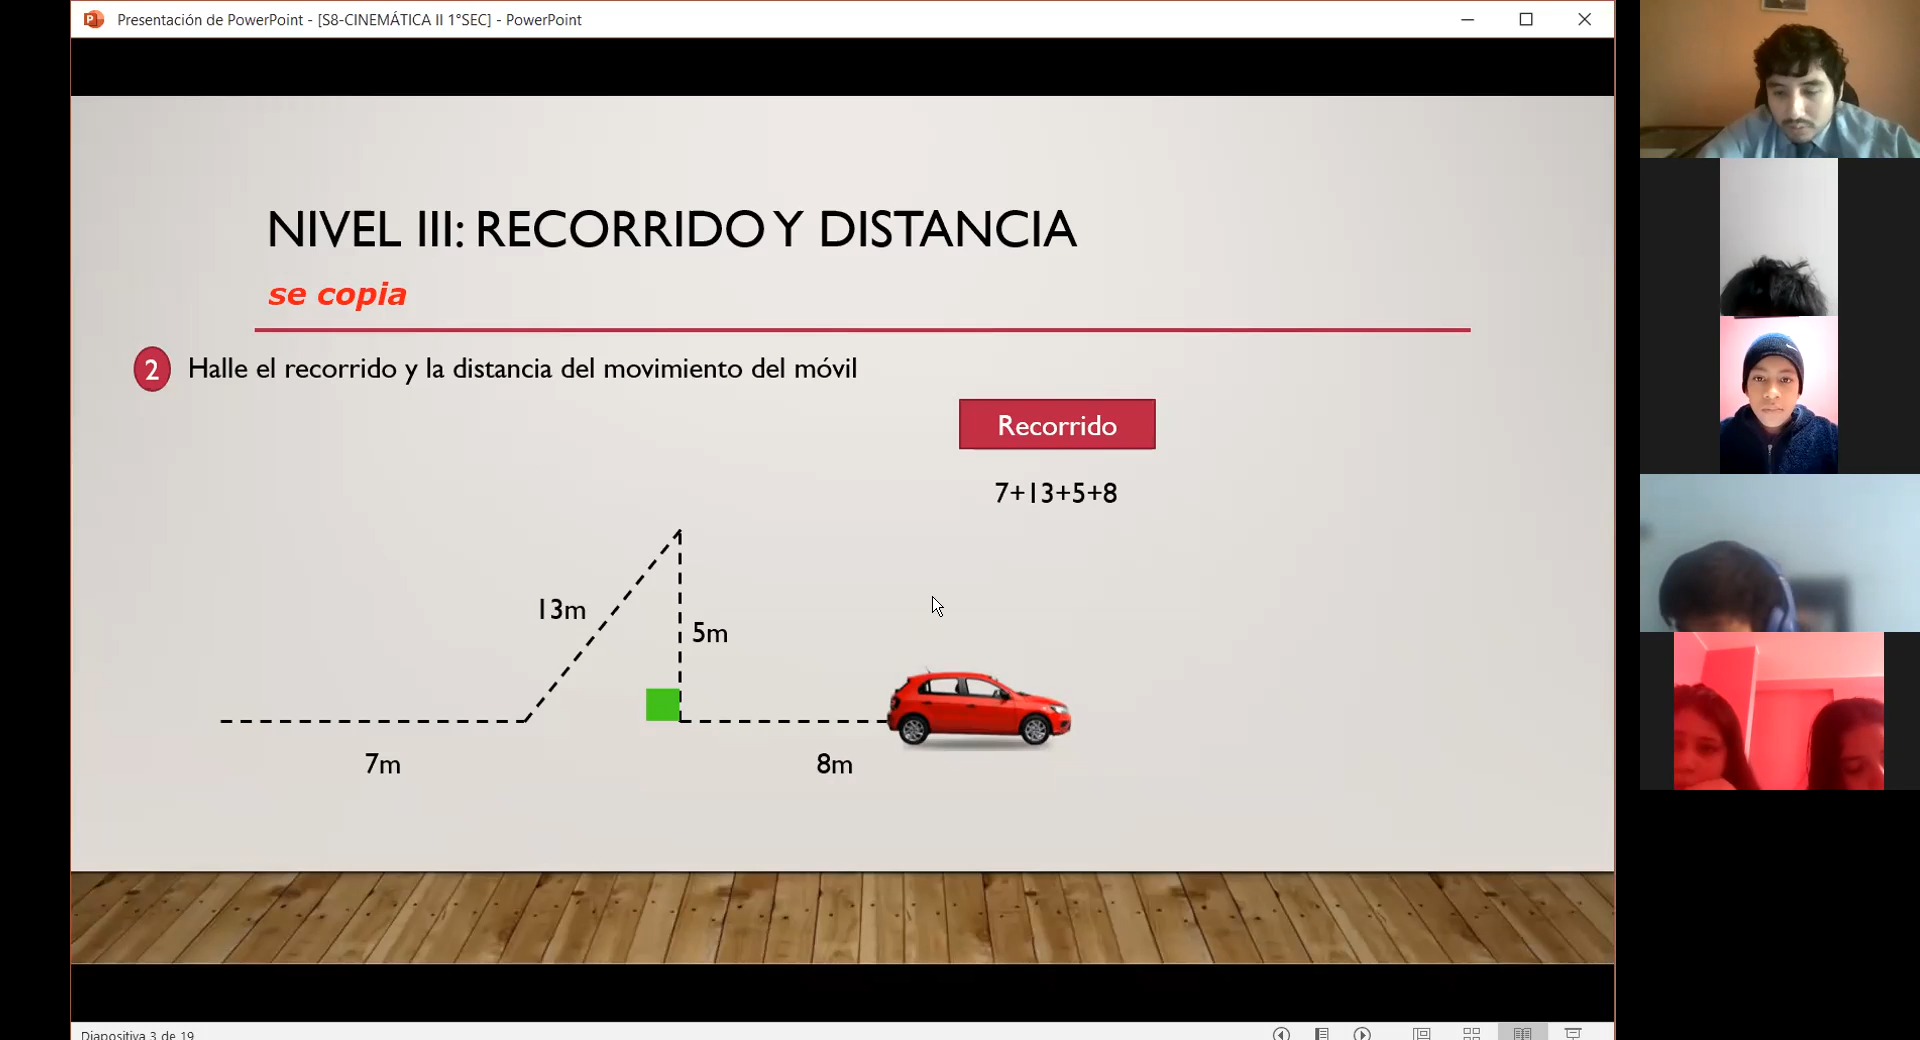 Presentación de PowerPoint - [S8-CINEMÁTICA II 1°SEC] - PowerPoint
NIVEL III: RECORRIDO Y DISTANCIA
se copia
2 Halle el recorrido y la distancia del movimiento del móvil
Recorrido
7+13+5+8
13m
5m
7m
8m
Diapositiva 3 de 19